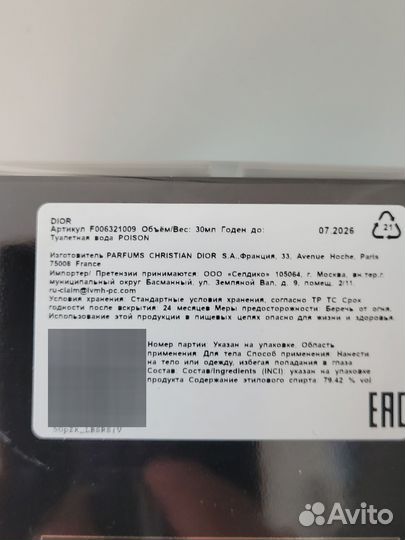 DIOR
Артикул F006321009 Объём/Вес: 30мл Годен до: 07.2026
Туалетная вода POISON
21
Изготовитель PARFUMS CHRISTIAN DIOR S.A.,Франция, 33, Avenue Hoche, Paris
75008 France
Импортер/ Претензии принимаются: ООО «Селдико» 105064, г. Москва, вн.тер.г.
муниципальный округ Басманный, ул. Земляной Вал, д. 9, помещ. 2/11.
ru-claim@lvmh-pc.com
Условия хранения: Стандартные условия хранения, согласно ТР ТС Срок
годности после вскрытия: 24 месяцев Меры предосторожности: Беречь от огня.
Использование этой продукции в пищевых целях опасно для жизни и здоровья.
Номер партии: Указан на упаковке. Область
применения: Для тела Способ применения: Нанести
на тело или одежду, избегая попадания в глаза
Состав: Состав/Ingredients (INCI) указан на упаковке
продукта Содержание этилового спирта: 79.42 % vol
EAC
Avito